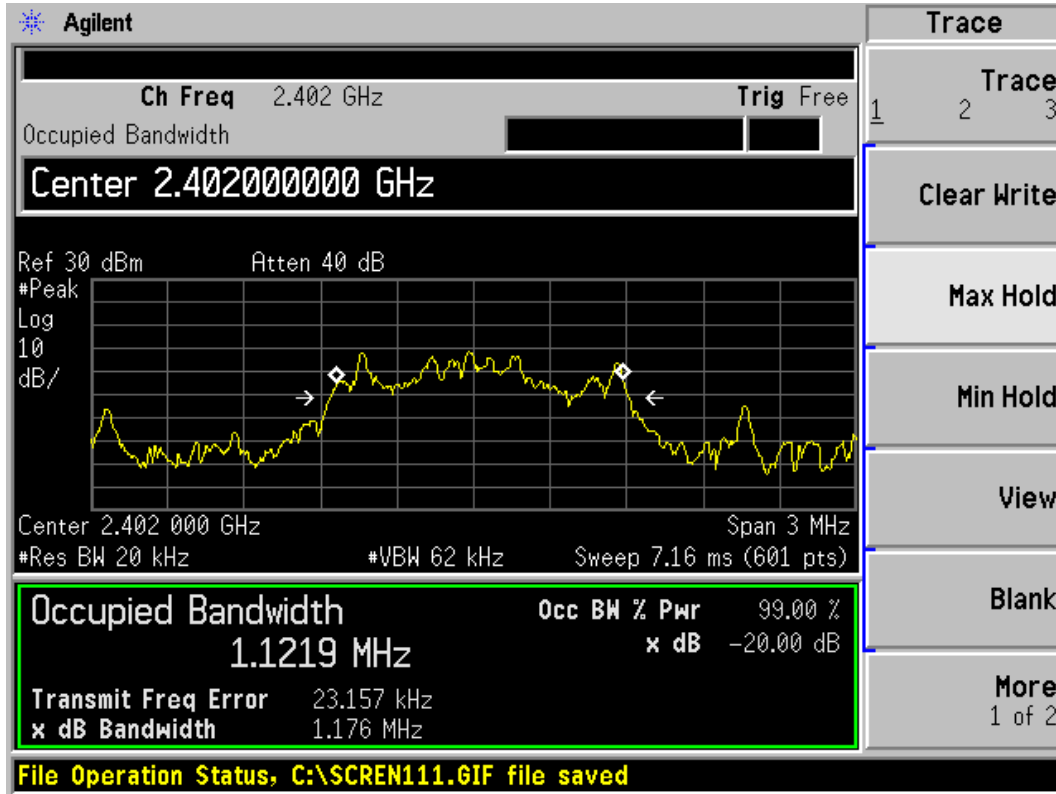 Agilent
Trace
Ch Freq 2.402 GHz Trig Free
Occupied Bandwidth
Center 2.402000000 GHz
Ref 30 dBm Atten 40 dB
#Peak
Log
10
dB/
Center 2.402 000 GHz Span 3 MHz
#Res BW 20 kHz #VBW 62 kHz Sweep 7.16 ms (601 pts)
Occupied Bandwidth Occ BW % Pwr 99.00 %
1.1219 MHz x dB -20.00 dB
Transmit Freq Error 23.157 kHz
x dB Bandwidth 1.176 MHz
File Operation Status, C:\SCREN111.GIF file saved
Trace
1 2 3
Clear Write
Max Hold
Min Hold
View
Blank
More
1 of 2